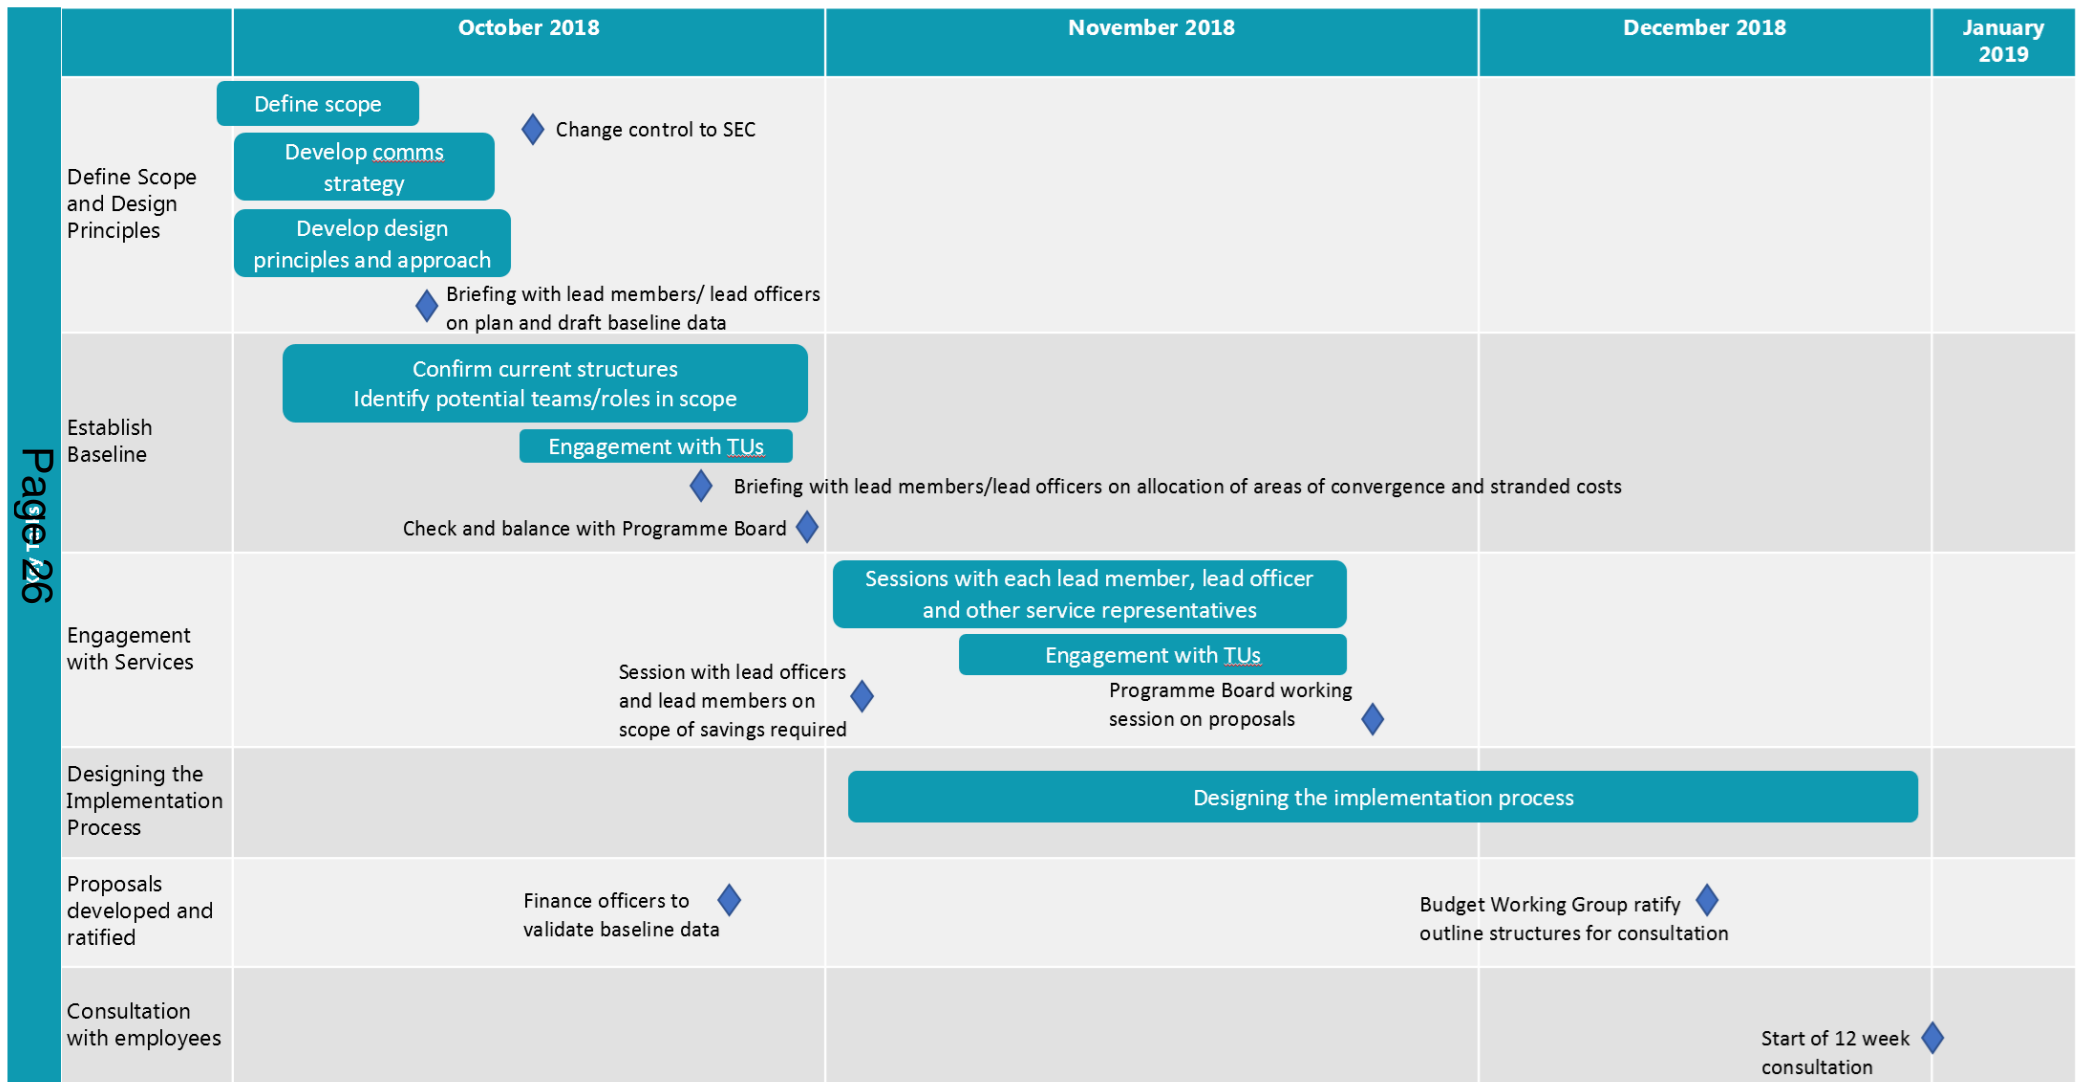 October 2018
November 2018
December 2018
January
2019
Define Scope
and Design
Principles
Define scope
Change control to SEC
Develop comms
strategy
Develop design
principles and approach
Briefing with lead members/ lead officers
on plan and draft baseline data
Establish
Baseline
Confirm current structures
Identify potential teams/roles in scope
Engagement with TUs
Briefing with lead members/lead officers on allocation of areas of convergence and stranded costs
Check and balance with Programme Board
Engagement
with Services
Sessions with each lead member, lead officer
and other service representatives
Engagement with TUs
Session with lead officers
and lead members on
scope of savings required
Programme Board working
session on proposals
Designing the
Implementation
Process
Designing the implementation process
Proposals
developed and
ratified
Finance officers to
validate baseline data
Budget Working Group ratify
outline structures for consultation
Consultation
with employees
Start of 12 week
consultation
Page 26